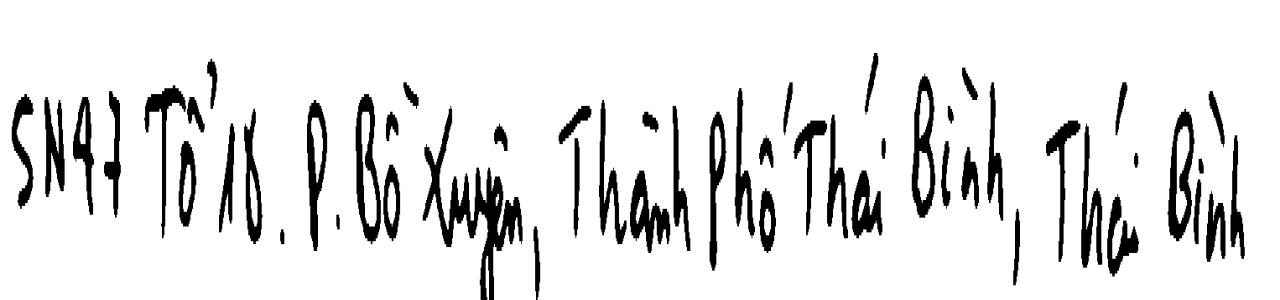 SN47 Tổ 18. P. Bồ Xuyên, Thành Phố Thái Bình, Thái Bình